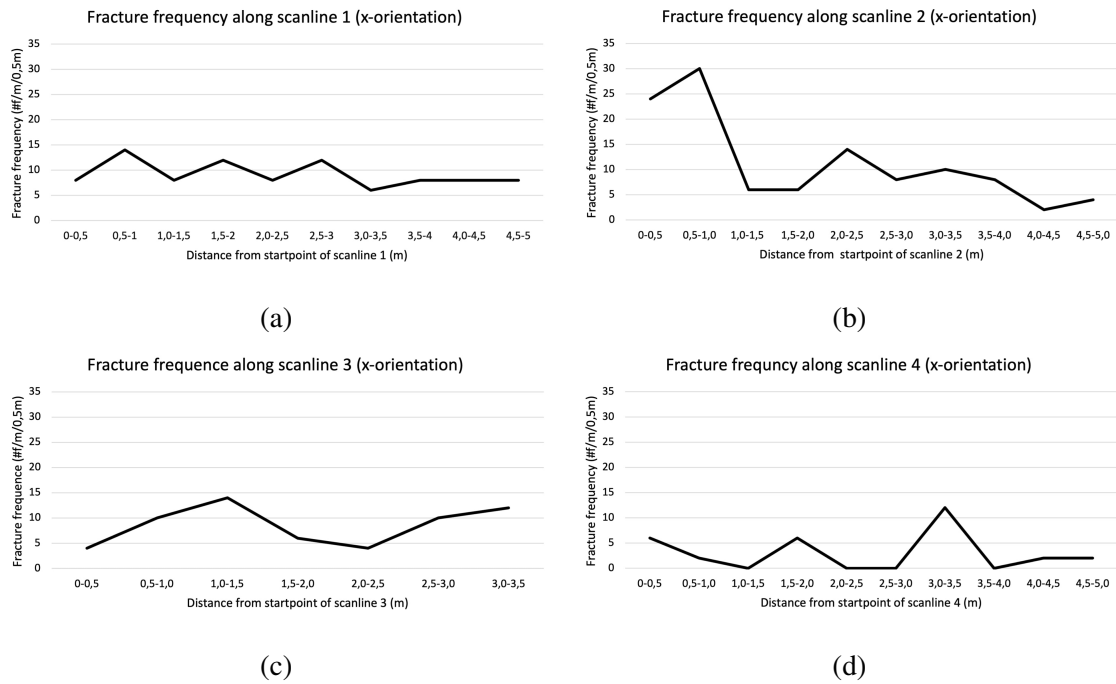 Fracture frequency along scanline 1 (x-orientation)
Fracture frequency (#f/m/0,5m)
35
30
25
20
15
10
5
0
0-0,5 0,5-1 1,0-1,5 1,5-2 2,0-2,5 2,5-3 3,0-3,5 3,5-4 4,0-4,5 4,5-5
Distance from startpoint of scanline 1 (m)
(a)
Fracture frequency along scanline 2 (x-orientation)
Fracture frequency (#f/m/0,5m)
35
30
25
20
15
10
5
0
0-0,5 0,5-1,0 1,0-1,5 1,5-2,0 2,0-2,5 2,5-3,0 3,0-3,5 3,5-4,0 4,0-4,5 4,5-5,0
Distance from startpoint of scanline 2 (m)
(b)
Fracture frequence along scanline 3 (x-orientation)
Fracture frequence (#f/m/0,5m)
35
30
25
20
15
10
5
0
0-0,5 0,5-1,0 1,0-1,5 1,5-2,0 2,0-2,5 2,5-3,0 3,0-3,5
Distance from startpoint of scanline 3 (m)
(c)
Fracture frequncy along scanline 4 (x-orientation)
Fracture frequency (#f/m/0,5m)
35
30
25
20
15
10
5
0
0-0,5 0,5-1,0 1,0-1,5 1,5-2,0 2,0-2,5 2,5-3,0 3,0-3,5 3,5-4,0 4,0-4,5 4,5-5,0
Distance from startpoint of scanline 4 (m)
(d)